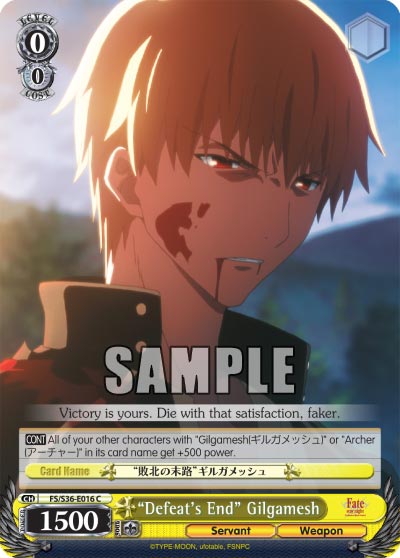 LEVEL
0
0
COST
SAMPLE
Victory is yours. Die with that satisfaction, faker.
CONT All of your other characters with "Gilgamesh(ギルガメッシュ)" or "Archer
(アーチャー)" in its card name get +500 power.
Card Name
“敗北の末路”ギルガメッシュ
CH
FS/S36-E016 C
“Defeat's End” Gilgamesh
POWER
1500
SOUL
Servant
Weapon
Fate
©TYPE-MOON, ufotable, FSNPC